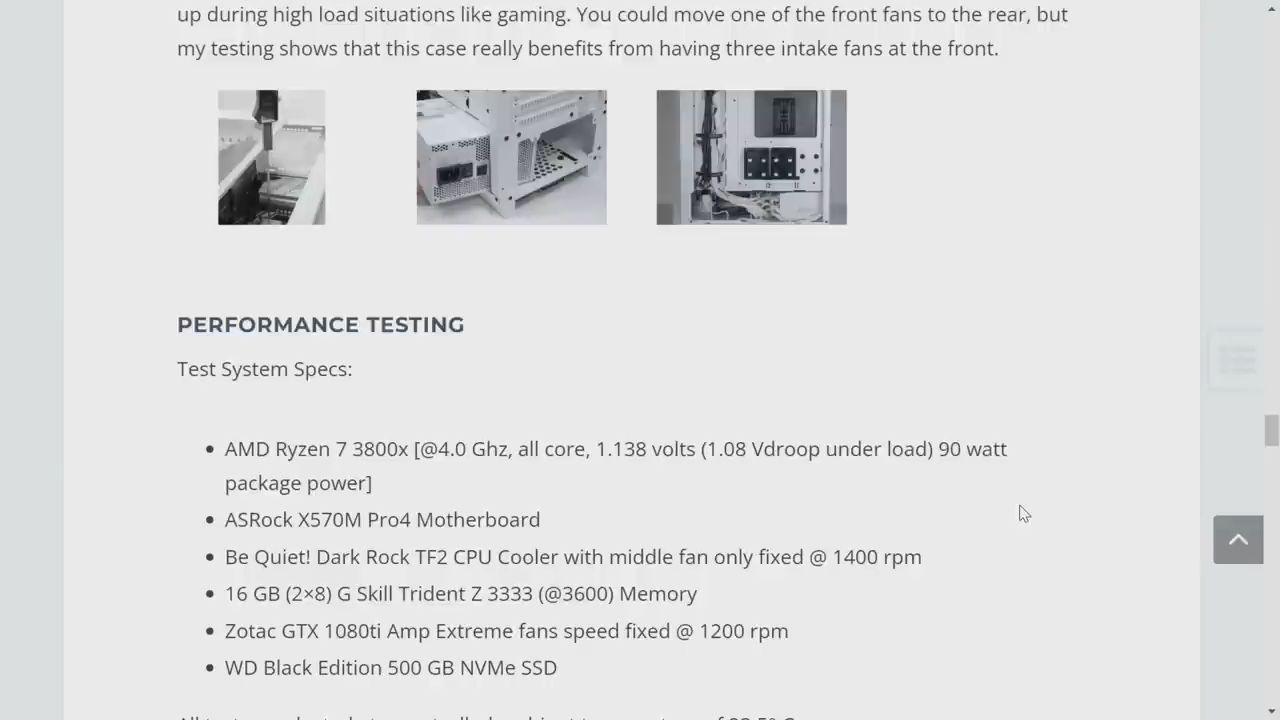 up during high load situations like gaming. You could move one of the front fans to the rear, but
my testing shows that this case really benefits from having three intake fans at the front.
PERFORMANCE TESTING
Test System Specs:
AMD Ryzen 7 3800x [@4.0 Ghz, all core, 1.138 volts (1.08 Vdroop under load) 90 watt
package power]
ASRock X570M Pro4 Motherboard
Be Quiet! Dark Rock TF2 CPU Cooler with middle fan only fixed @ 1400 rpm
16 GB (2×8) G Skill Trident Z 3333 (@3600) Memory
Zotac GTX 1080ti Amp Extreme fans speed fixed @ 1200 rpm
WD Black Edition 500 GB NVMe SSD